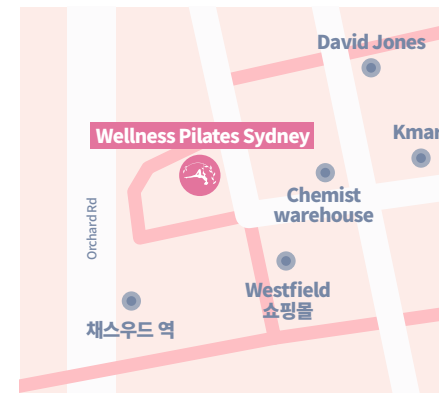 David Jones
Wellness Pilates Sydney
Kmar
Chemist
warehouse
Orchard Rd
Westfield
쇼핑몰
채스우드 역